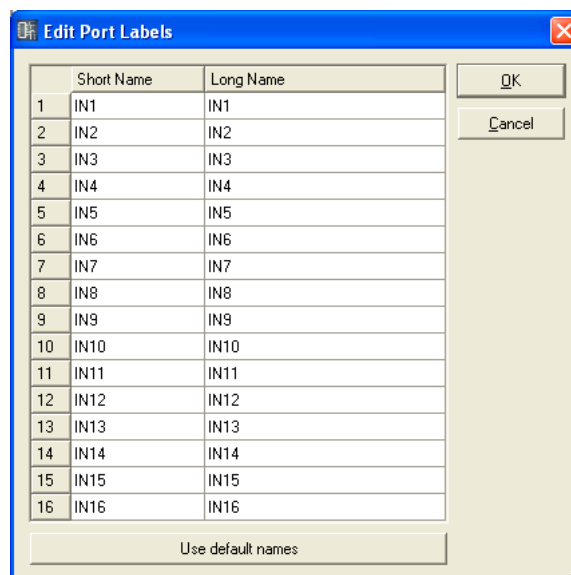 Edit Port Labels
Short Name Long Name
1 IN1 IN1
2 IN2 IN2
3 IN3 IN3
4 IN4 IN4
5 IN5 IN5
6 IN6 IN6
7 IN7 IN7
8 IN8 IN8
9 IN9 IN9
10 IN10 IN10
11 IN11 IN11
12 IN12 IN12
13 IN13 IN13
14 IN14 IN14
15 IN15 IN15
16 IN16 IN16
Use default names
OK
Cancel